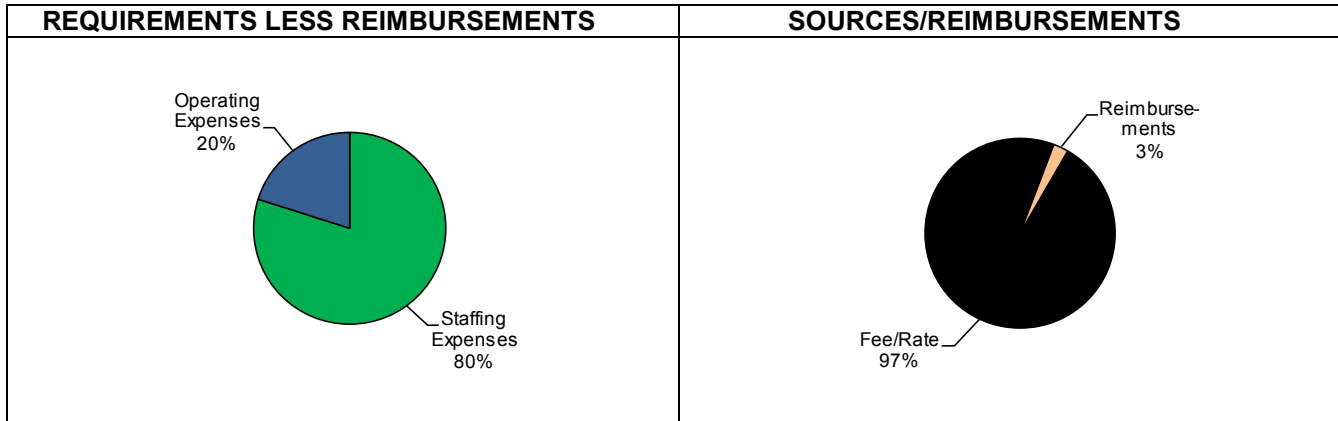 REQUIREMENTS LESS REIMBURSEMENTS
SOURCES/REIMBURSEMENTS
Operating
Expenses
20%
Staffing
Expenses
80%
Reimburse-
ments
3%
Fee/Rate
97%